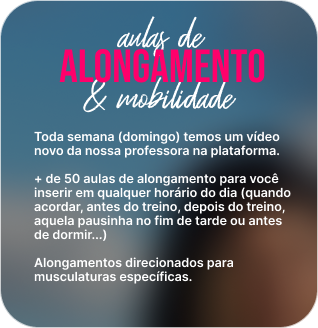 aulas de
ALONGAMENTO
& mobilidade
Toda semana (domingo) temos um vídeo
novo da nossa professora na plataforma.
+ de 50 aulas de alongamento para você
inserir em qualquer horário do dia (quando
acordar, antes do treino, depois do treino,
aquela pausinha no fim de tarde ou antes
de dormir...)
Alongamentos direcionados para
musculaturas específicas.